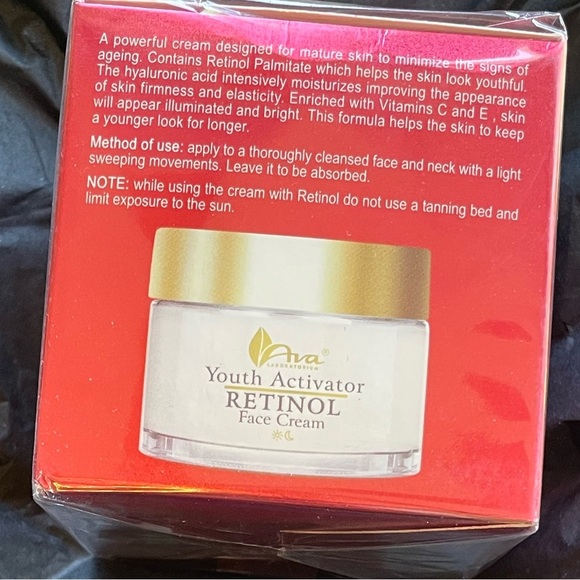 A powerful cream designed for mature skin to minimize the signs of
ageing. Contains Retinol Palmitate which helps the skin look youthful.
The hyaluronic acid intensively moisturizes improving the appearance
of skin firmness and elasticity. Enriched with Vitamins C and E , skin
will appear illuminated and bright. This formula helps the skin to keep
a younger look for longer.
Method of use: apply to a thoroughly cleansed face and neck with a light
sweeping movements. Leave it to be absorbed.
NOTE: while using the cream with Retinol do not use a tanning bed and
limit exposure to the sun.
Ava®
LABORATORIUM
Youth Activator
RETINOL
Face Cream